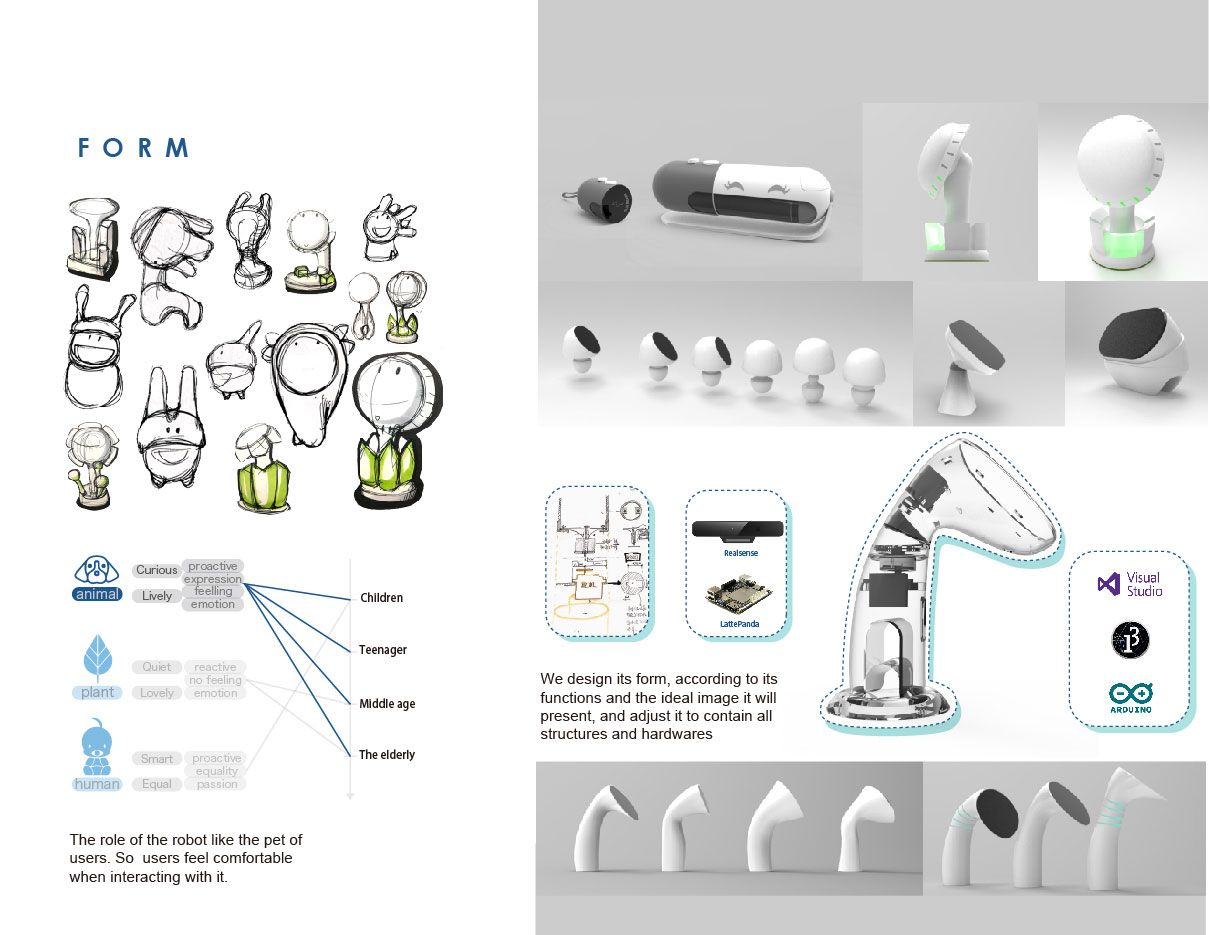 FORM
animal
Curious
Lively
proactive
expression
feelling
emotion
Children
Teenager
Middle age
The elderly
plant
Quiet
Lovely
reactive
no feeling
emotion
human
Smart
Equal
proactive
equality
passion
The role of the robot like the pet of
users. So users feel comfortable
when interacting with it.
Realsense
LattePanda
Visual
Studio
i3
ARDUINO
We design its form, according to its
functions and the ideal image it will
present, and adjust it to contain all
structures and hardwares